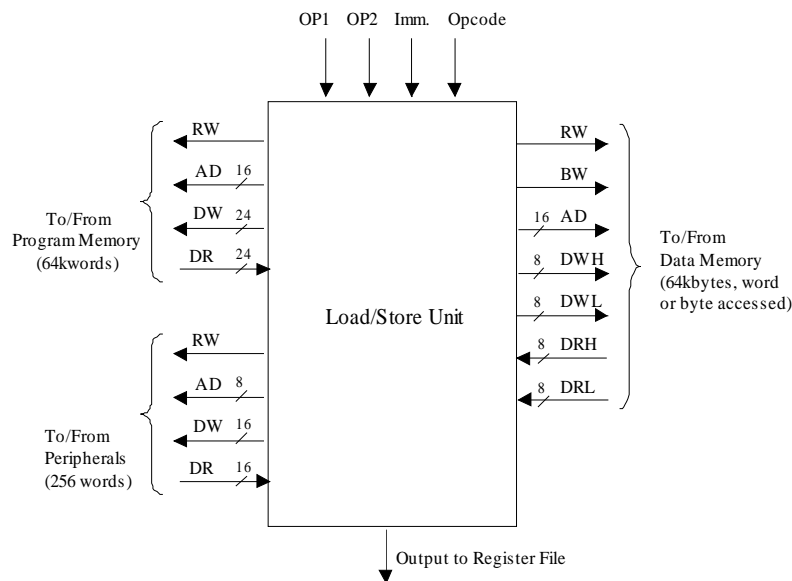 OP1 OP2 Imm. Opcode
RW
AD 16
DW 24
DR 24
To/From
Program Memory
(64kwords)
RW
AD 8
DW 16
DR 16
To/From
Peripherals
(256 words)
Load/Store Unit
RW
BW
16 AD
8 DWH
8 DWL
8 DRH
8 DRL
To/From
Data Memory
(64kbytes, word
or byte accessed)
Output to Register File